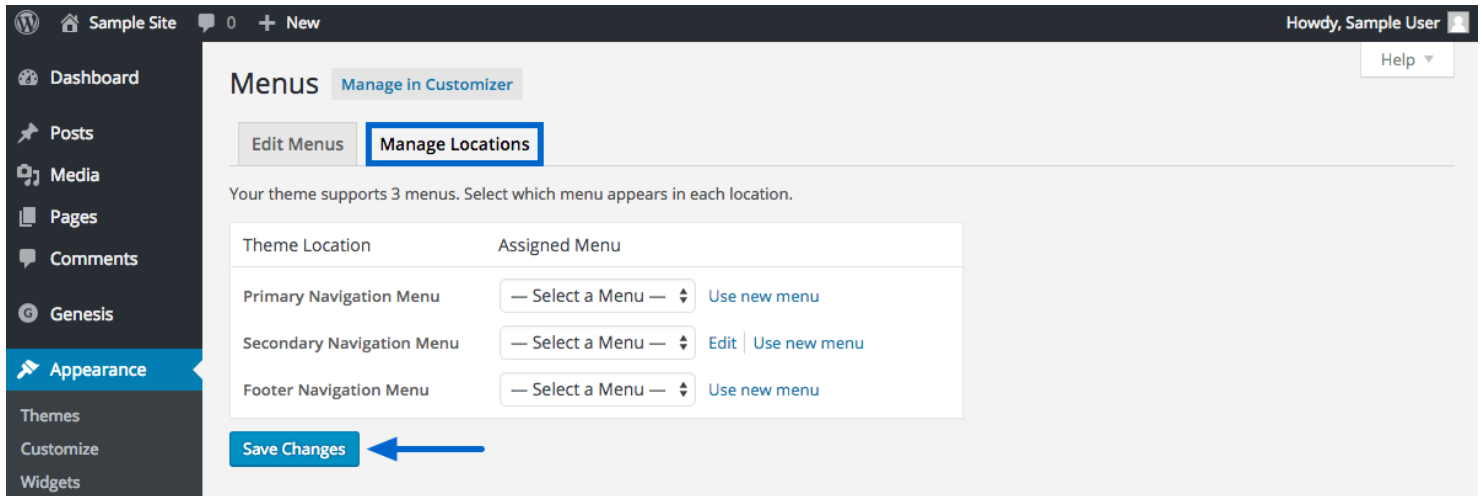 Sample Site 0 + New Howdy, Sample User
Help
Dashboard
Posts
Media
Pages
Comments
Genesis
Appearance
Themes
Customize
Widgets
Menus Manage in Customizer
Edit Menus Manage Locations
Your theme supports 3 menus. Select which menu appears in each location.
Theme Location Assigned Menu
Primary Navigation Menu — Select a Menu — Use new menu
Secondary Navigation Menu — Select a Menu — Edit Use new menu
Footer Navigation Menu — Select a Menu — Use new menu
Save Changes